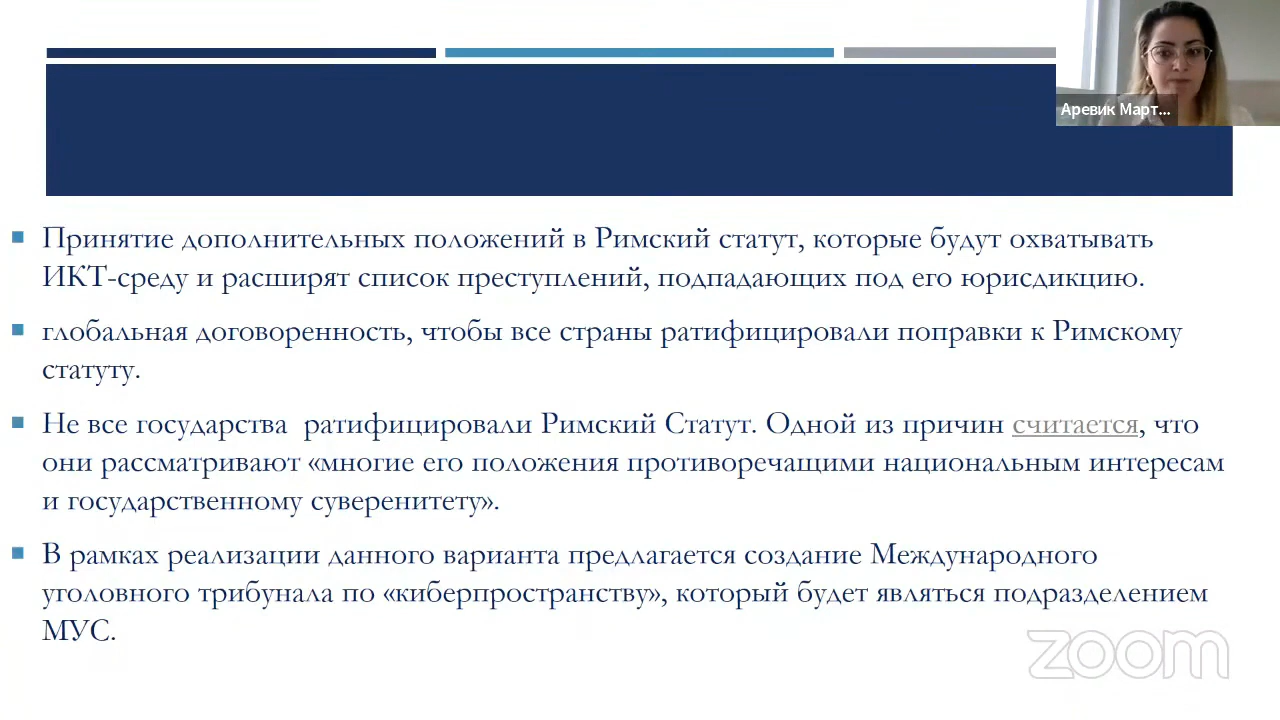 Аревик Март...
Принятие дополнительных положений в Римский статут, которые будут охватывать
ИКТ-среду и расширят список преступлений, подпадающих под его юрисдикцию.
глобальная договоренность, чтобы все страны ратифицировали поправки к Римскому
статуту.
Не все государства ратифицировали Римский Статут. Одной из причин считается, что
они рассматривают «многие его положения противоречащими национальным интересам
и государственному суверенитету».
В рамках реализации данного варианта предлагается создание Международного
уголовного трибунала по «киберпространству», который будет являться подразделением
МУС.
zoom